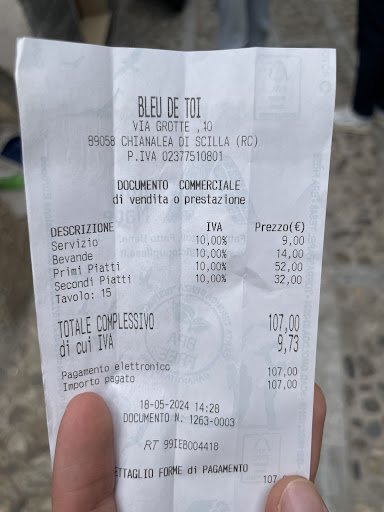 BLEU DE TOI
VIA GROTTE ,40
89058 CHIANALEA DI SCILLA (RC)
P.IVA 02377510801
DOCUMENTO COMMERCIALE
di vendita o prestazione
DESCRIZIONE IVA Prezzo(€)
Servizio 10,00% 9,00
Bevande 10,00% 14,00
Primi Piatti 10,00% 52,00
Secondi Piatti 10,00% 32,00
Tavolo: 15
TOTALE COMPLESSIVO 107,00
di cui IVA 9,73
Pagamento elettronico 107,00
Importo pagato 107,00
18-05-2024 14:28
DOCUMENTO N. 1263-0003
RT 99IEB004418
ETTAGLIO FORME di PAGAMENTO
107